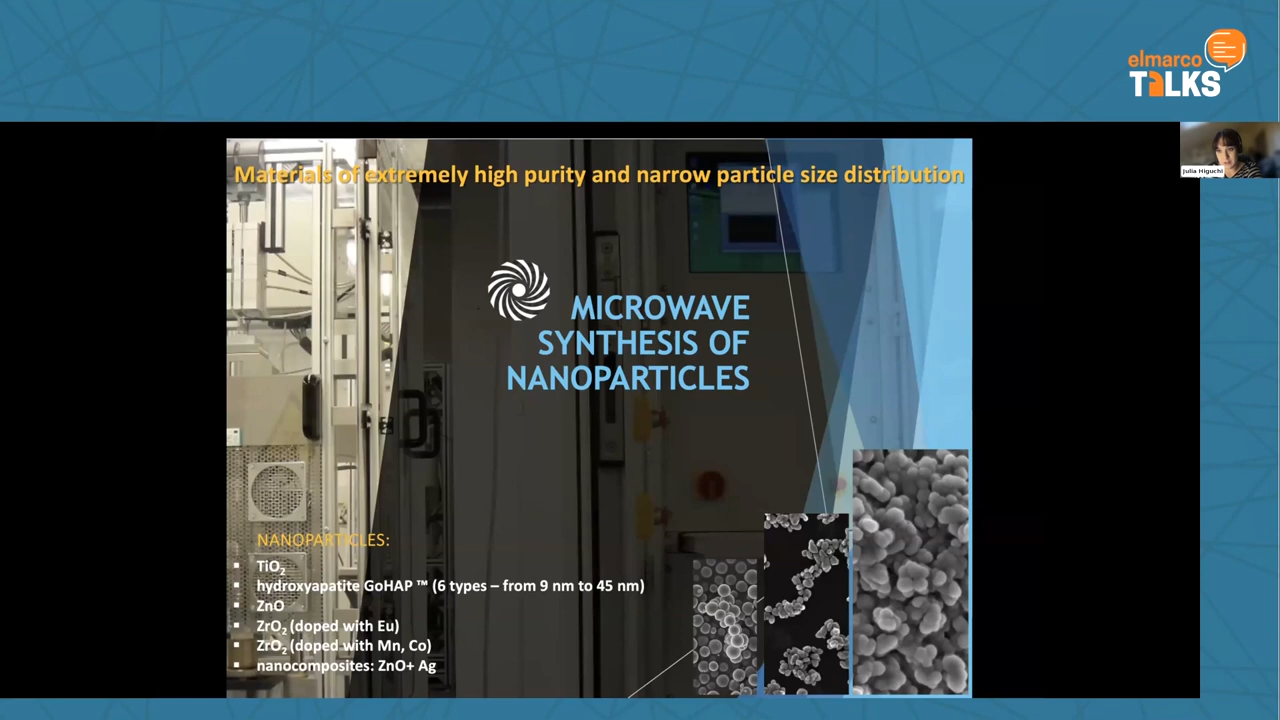 elmarco
TALKS
Julia Higuchi
Materials of extremely high purity and narrow particle size distribution
MICROWAVE
SYNTHESIS OF
NANOPARTICLES
NANOPARTICLES:
▪ TiO₂
▪ hydroxyapatite GoHAP ™ (6 types – from 9 nm to 45 nm)
▪ ZnO
▪ ZrO₂ (doped with Eu)
▪ ZrO₂ (doped with Mn, Co)
▪ nanocomposites: ZnO+ Ag